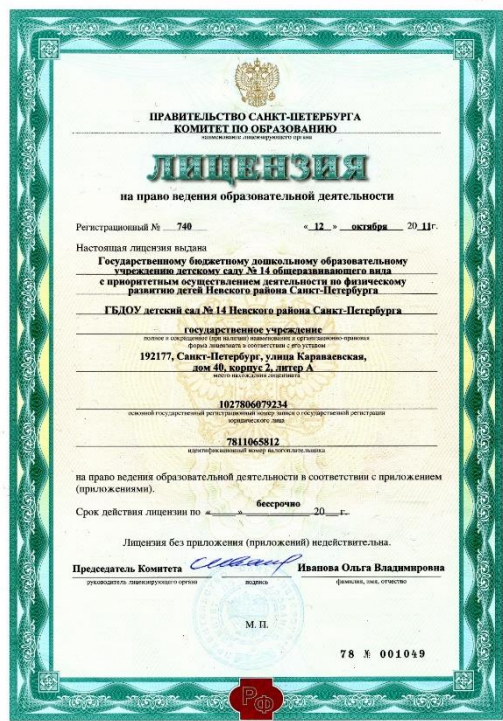 ПРАВИТЕЛЬСТВО САНКТ-ПЕТЕРБУРГА
КОМИТЕТ ПО ОБРАЗОВАНИЮ
наименование лицензирующего органа
ЛИЦЕНЗИЯ
на право ведения образовательной деятельности
Регистрационный № 740 « 12 » октября 20 11г.
Настоящая лицензия выдана
Государственному бюджетному дошкольному образовательному
учреждению детскому саду № 14 общеразвивающего вида
с приоритетным осуществлением деятельности по физическому
развитию детей Невского района Санкт-Петербурга
ГБДОУ детский сад № 14 Невского района Санкт-Петербурга
государственное учреждение
полное и сокращенное (при наличии) наименования и организационно-правовая
форма лицензиата в соответствии с его уставом
192177, Санкт-Петербург, улица Караваевская,
дом 40, корпус 2, литер А
место нахождения лицензиата
1027806079234
основной государственный регистрационный номер записи о государственной регистрации
юридического лица
7811065812
идентификационный номер налогоплательщика
на право ведения образовательной деятельности в соответствии с приложением
(приложениями).
Срок действия лицензии по « » бессрочно 20 г.
Лицензия без приложения (приложений) недействительна.
Председатель Комитета Иванова Ольга Владимировна
руководитель лицензирующего органа подпись фамилия, имя, отчество
М. П.
78 № 001049
РФ